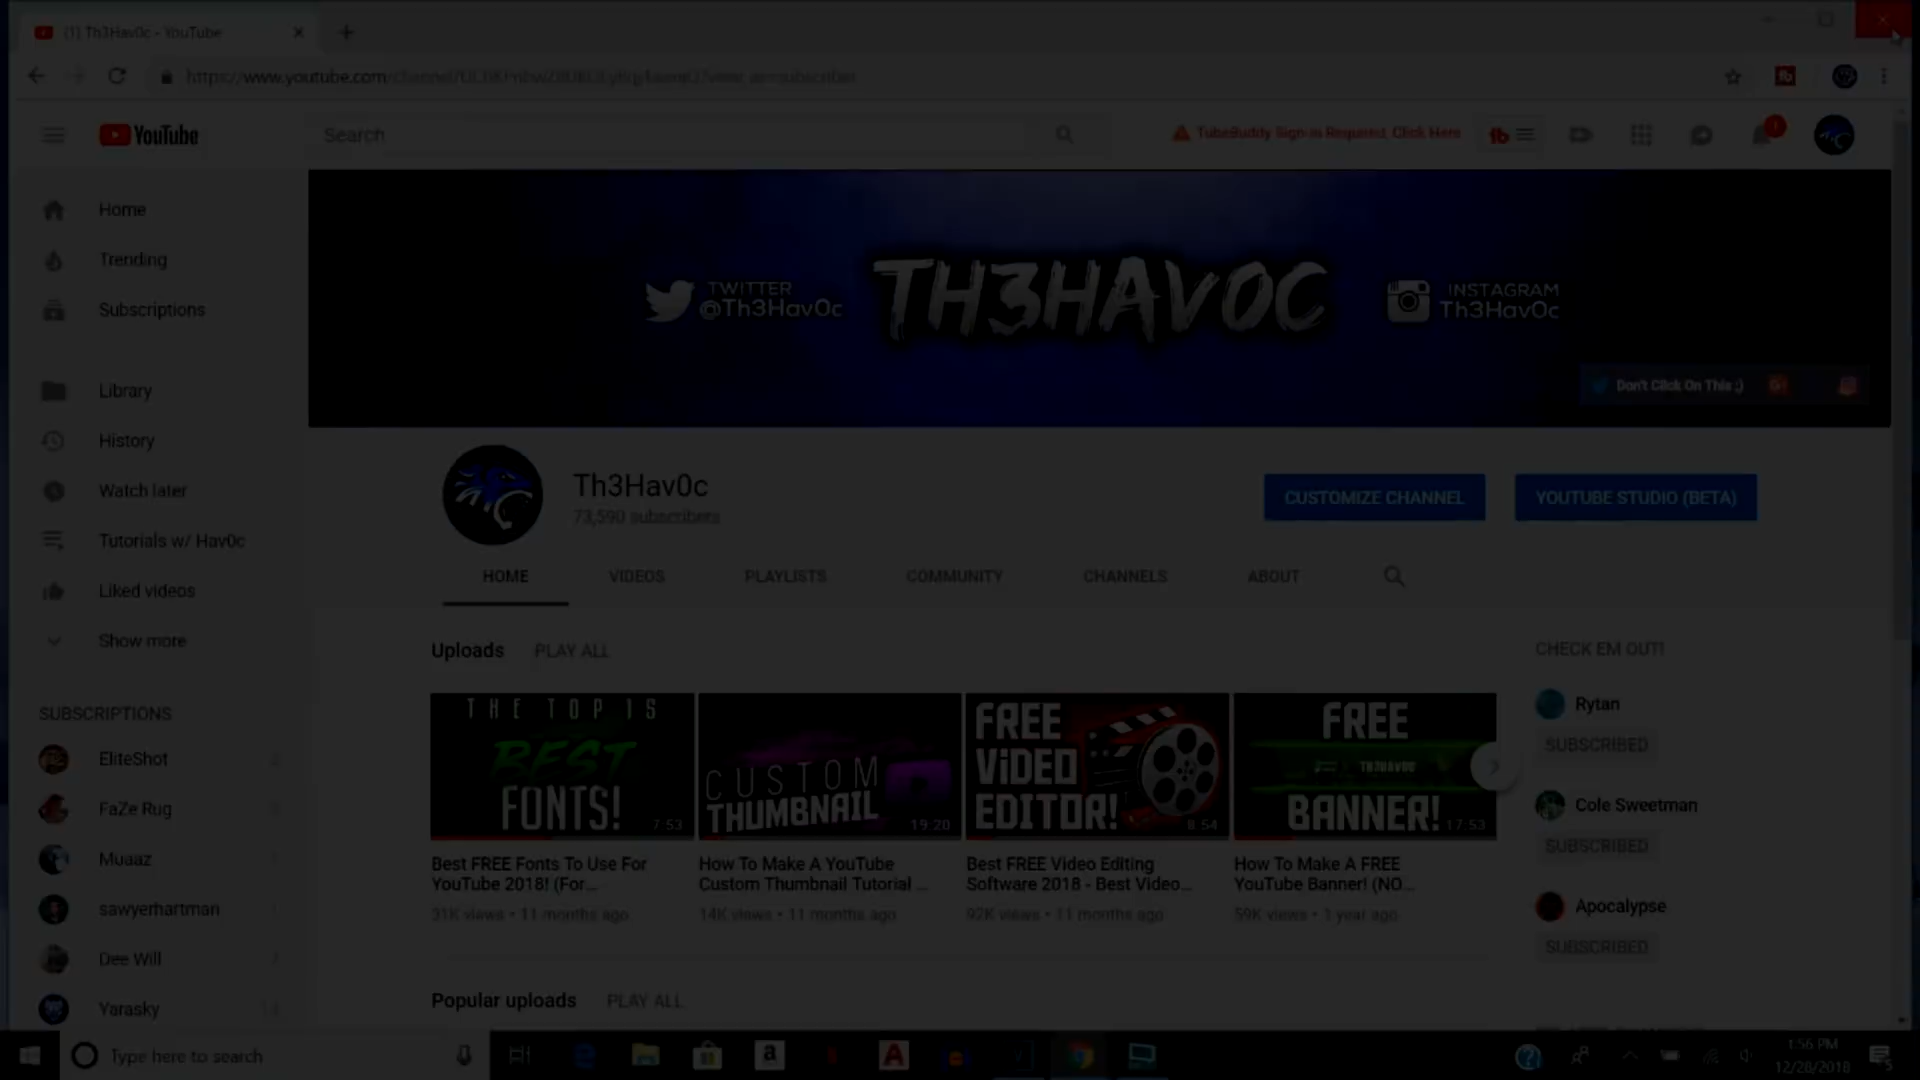 (1) Th3Hav0c - YouTube
YouTube
Search
TubeBuddy Sign-in Required, Click Here
Home
Trending
Subscriptions
Library
History
Watch later
Tutorials w/ Hav0c
Liked videos
Show more
SUBSCRIPTIONS
EliteShot
FaZe Rug
Muaaz
sawyerhartman
Dee Will
Yarasky
TWITTER
@Th3Hav0c
TH3HAV0C
INSTAGRAM
Th3Hav0c
Don't Click On This ;)
Th3Hav0c
73,590 subscribers
CUSTOMIZE CHANNEL
YOUTUBE STUDIO (BETA)
HOME VIDEOS PLAYLISTS COMMUNITY CHANNELS ABOUT
Uploads PLAY ALL
THE TOP 15
BEST
FONTS!
7:53
Best FREE Fonts To Use For
YouTube 2018! (For...
31K views • 11 months ago
CUSTOM
THUMBNAIL
19:20
How To Make A YouTube
Custom Thumbnail Tutorial ...
14K views • 11 months ago
FREE
ViDEO
EDITOR!
8:54
Best FREE Video Editing
Software 2018 - Best Video...
92K views • 11 months ago
FREE
TH3HAV0C
BANNER!
17:53
How To Make A FREE
YouTube Banner! (NO...
59K views • 1 year ago
CHECK EM OUT!
Rytan
SUBSCRIBED
Cole Sweetman
SUBSCRIBED
Apocalypse
SUBSCRIBED
Popular uploads PLAY ALL
Type here to search
1:56 PM
12/28/2018